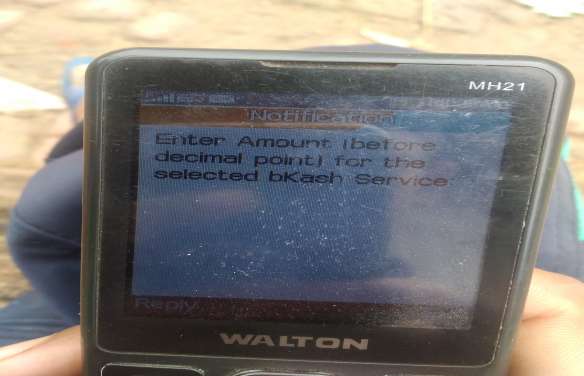 MH21
Notification
Enter Amount (before
decimal point) for the
selected bKash Service
Reply
WALTON